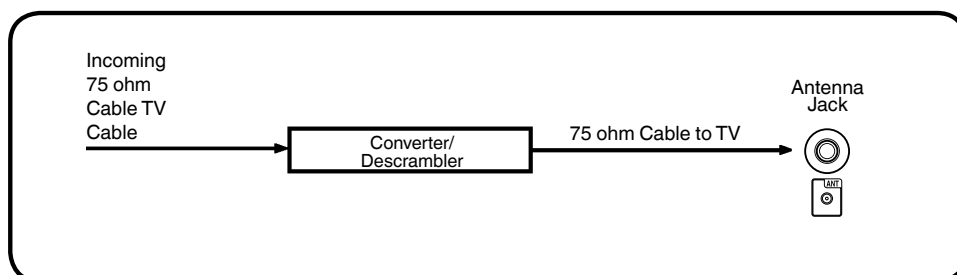 Incoming
75 ohm
Cable TV
Cable
Converter/
Descrambler
75 ohm Cable to TV
Antenna
Jack
ANT